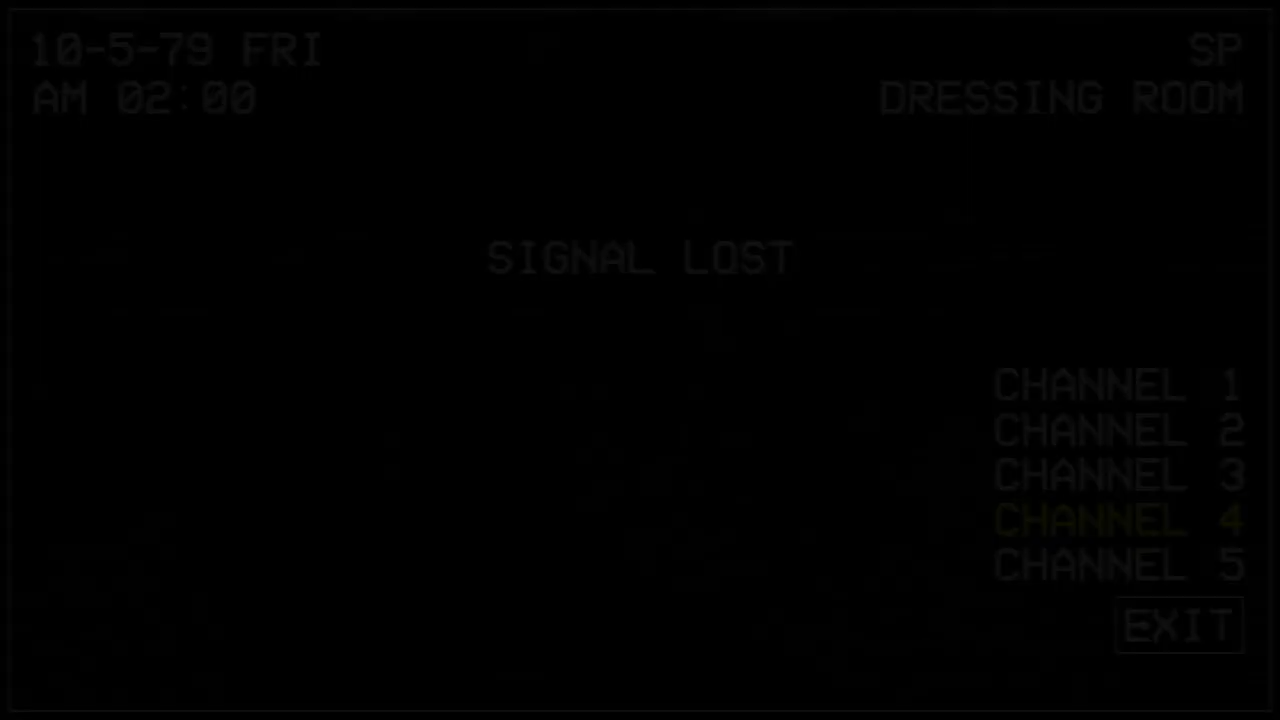 10-5-79 FRI
SP
AM 02:00
DRESSING ROOM
SIGNAL LOST
CHANNEL 1
CHANNEL 2
CHANNEL 3
CHANNEL 4
CHANNEL 5
EXIT